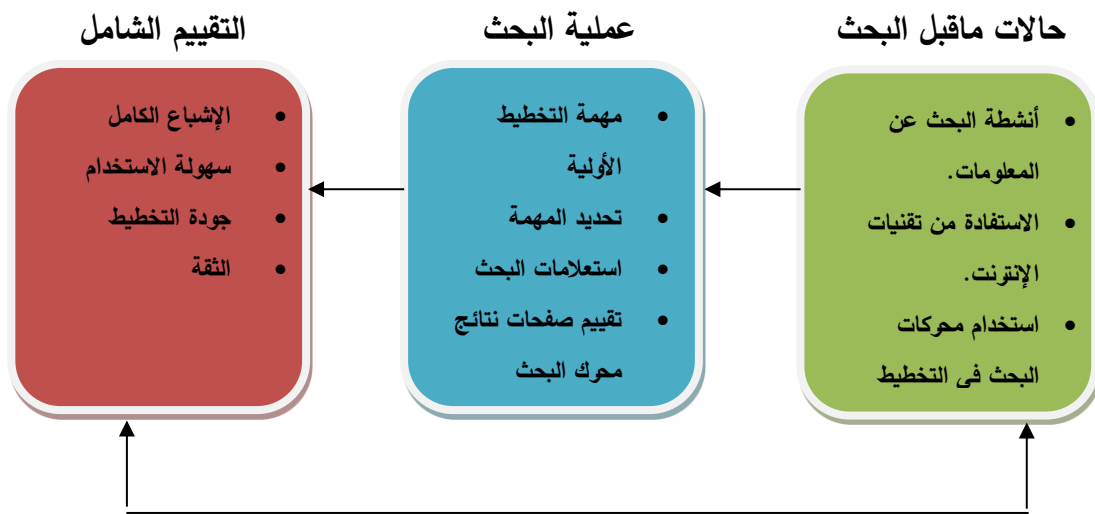 حالات ماقبل البحث
• أنشطة البحث عن
المعلومات.
• الاستفادة من تقنيات
الإنترنت.
• استخدام محركات
البحث في التخطيط
عملية البحث
• مهمة التخطيط
الأولية
• تحديد المهمة
• استعلامات البحث
• تقييم صفحات نتائج
محرك البحث
التقييم الشامل
• الإشباع الكامل
• سهولة الاستخدام
• جودة التخطيط
• الثقة